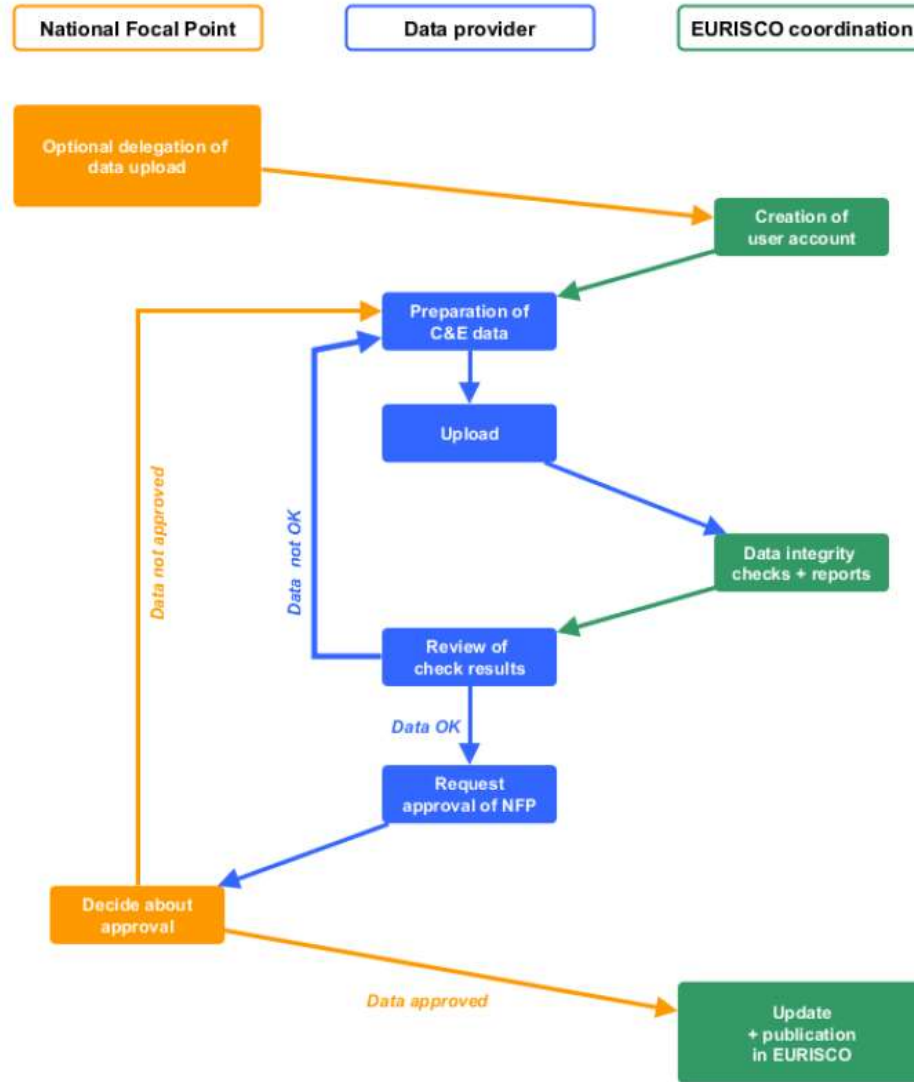 National Focal Point
Data provider
EURISCO coordination
Optional delegation of
data upload
Creation of
user account
Preparation of
C&E data
Upload
Data not approved
Data not OK
Data integrity
checks + reports
Review of
check results
Data OK
Request
approval of NFP
Decide about
approval
Data approved
Update
+ publication
in EURISCO